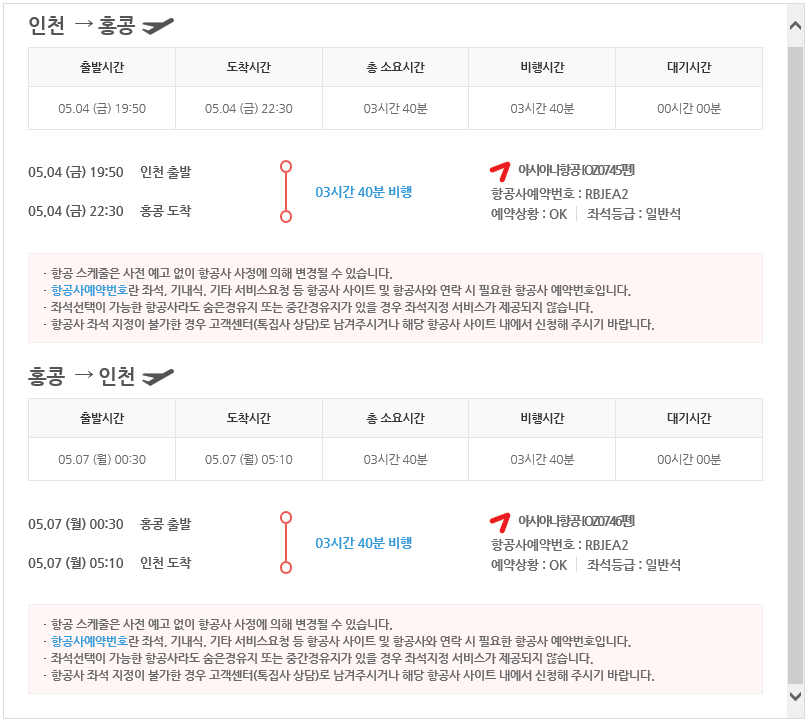 인천 → 홍콩
출발시간 도착시간 총 소요시간 비행시간 대기시간
05.04 (금) 19:50 05.04 (금) 22:30 03시간 40분 03시간 40분 00시간 00분
05.04 (금) 19:50 인천 출발
05.04 (금) 22:30 홍콩 도착
03시간 40분 비행
아시아나항공 [OZ0745편]
항공사예약번호 : RBJEA2
예약상황 : OK 좌석등급 : 일반석
· 항공 스케줄은 사전 예고 없이 항공사 사정에 의해 변경될 수 있습니다.
· 항공사예약번호란 좌석, 기내식, 기타 서비스요청 등 항공사 사이트 및 항공사와 연락 시 필요한 항공사 예약번호입니다.
· 좌석선택이 가능한 항공사라도 숨은경유지 또는 중간경유지가 있을 경우 좌석지정 서비스가 제공되지 않습니다.
· 항공사 좌석 지정이 불가한 경우 고객센터(톡집사 상담)로 남겨주시거나 해당 항공사 사이트 내에서 신청해 주시기 바랍니다.
홍콩 → 인천
출발시간 도착시간 총 소요시간 비행시간 대기시간
05.07 (월) 00:30 05.07 (월) 05:10 03시간 40분 03시간 40분 00시간 00분
05.07 (월) 00:30 홍콩 출발
05.07 (월) 05:10 인천 도착
03시간 40분 비행
아시아나항공 [OZ0746편]
항공사예약번호 : RBJEA2
예약상황 : OK 좌석등급 : 일반석
· 항공 스케줄은 사전 예고 없이 항공사 사정에 의해 변경될 수 있습니다.
· 항공사예약번호란 좌석, 기내식, 기타 서비스요청 등 항공사 사이트 및 항공사와 연락 시 필요한 항공사 예약번호입니다.
· 좌석선택이 가능한 항공사라도 숨은경유지 또는 중간경유지가 있을 경우 좌석지정 서비스가 제공되지 않습니다.
· 항공사 좌석 지정이 불가한 경우 고객센터(톡집사 상담)로 남겨주시거나 해당 항공사 사이트 내에서 신청해 주시기 바랍니다.